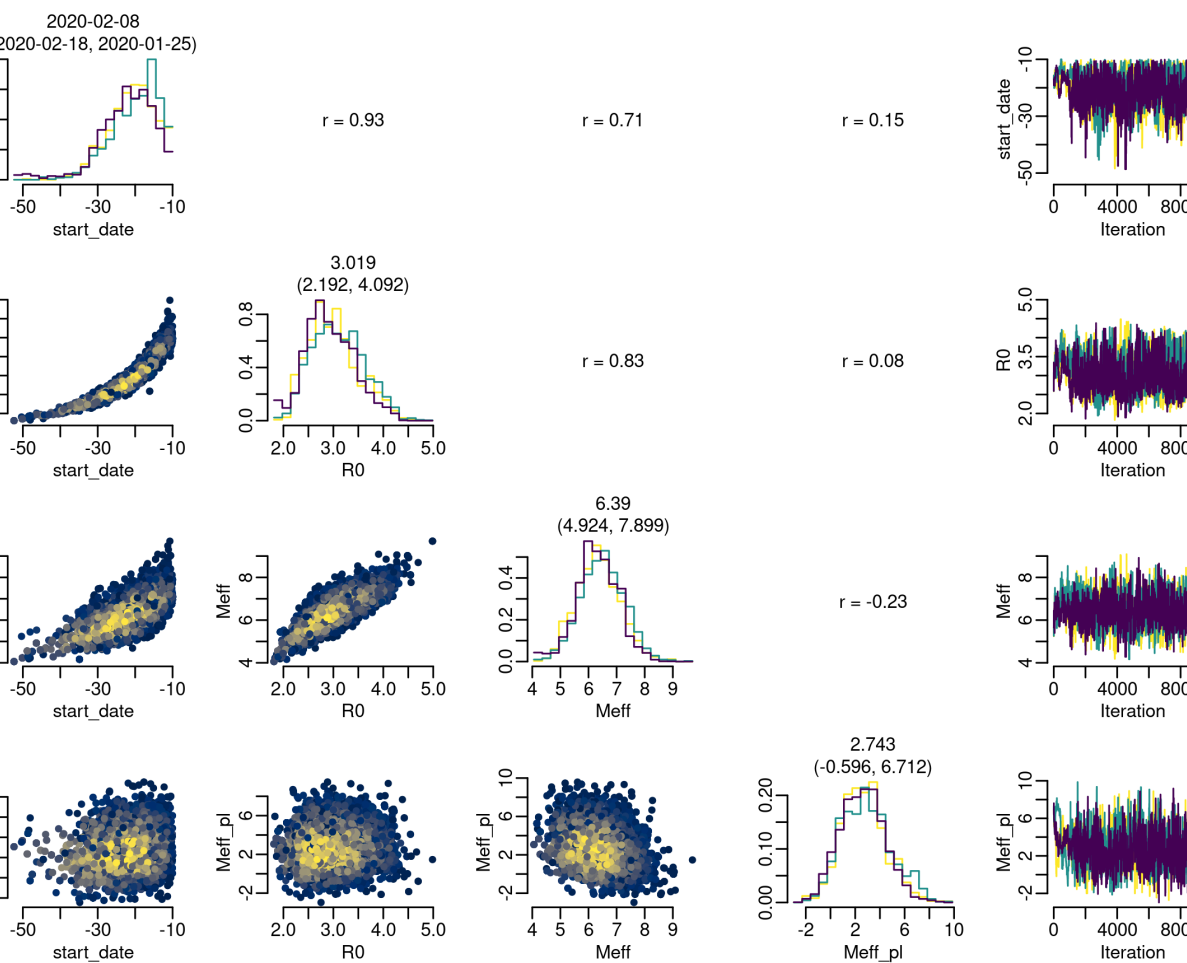 2020-02-08
2020-02-18, 2020-01-25)
-50 -30 -10
start_date
r = 0.93
r = 0.71
r = 0.15
start_date
-50 -30 -10
0 4000 800
Iteration
-50 -30 -10
start_date
3.019
(2.192, 4.092)
0.0 0.4 0.8
2.0 3.0 4.0 5.0
R0
r = 0.83
r = 0.08
R0
2.0 3.5 5.0
0 4000 800
Iteration
-50 -30 -10
start_date
Meff
4 6 8
2.0 3.0 4.0 5.0
R0
6.39
(4.924, 7.899)
0.0 0.2 0.4
4 5 6 7 8 9
Meff
r = -0.23
Meff
4 6 8
0 4000 800
Iteration
-50 -30 -10
start_date
Meff_pl
-2 2 6
2.0 3.0 4.0 5.0
R0
Meff_pl
-2 2 6 10
4 5 6 7 8 9
Meff
2.743
(-0.596, 6.712)
0.00 0.10 0.20
-2 2 6 10
Meff_pl
Meff_pl
-2 2 6 10
0 4000 800
Iteration